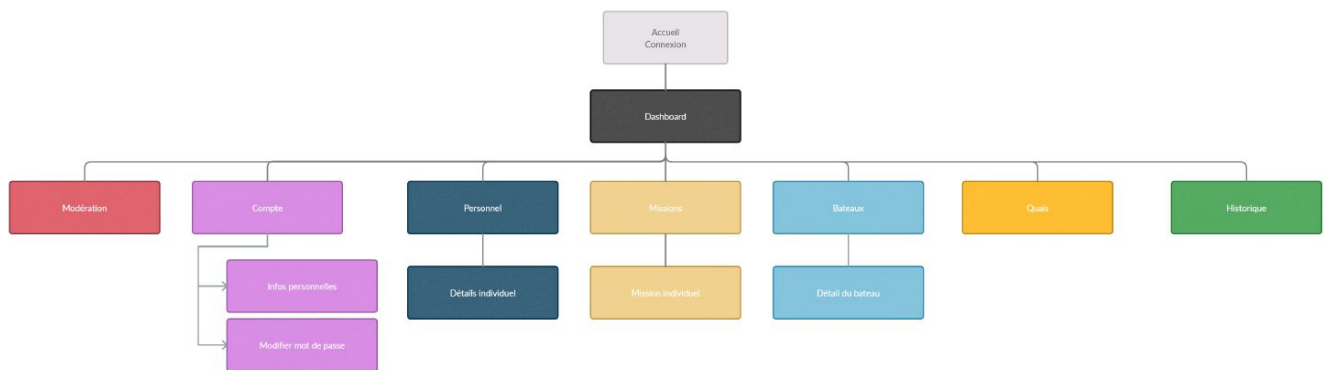 Accueil
Connexion
Dashboard
Modération
Compte
Personnel
Missions
Bateaux
Quais
Historique
Infos personnelles
Détails individuel
Mission individuel
Détail du bateau
Modifier mot de passe